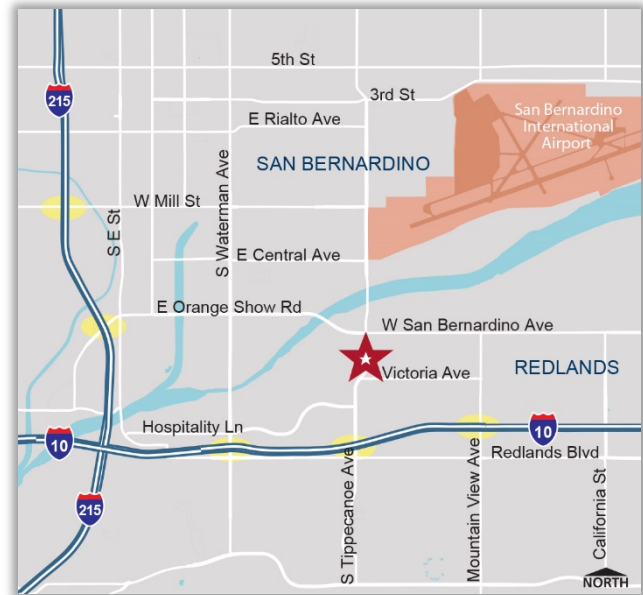 5th St
215
3rd St
San Bernardino
International
Airport
E Rialto Ave
SAN BERNARDINO
W Mill St
S E St
S Waterman Ave
E Central Ave
E Orange Show Rd
W San Bernardino Ave
Victoria Ave
REDLANDS
Hospitality Ln
10
10
Redlands Blvd
215
S Tippecanoe Ave
Mountain View Ave
California St
NORTH